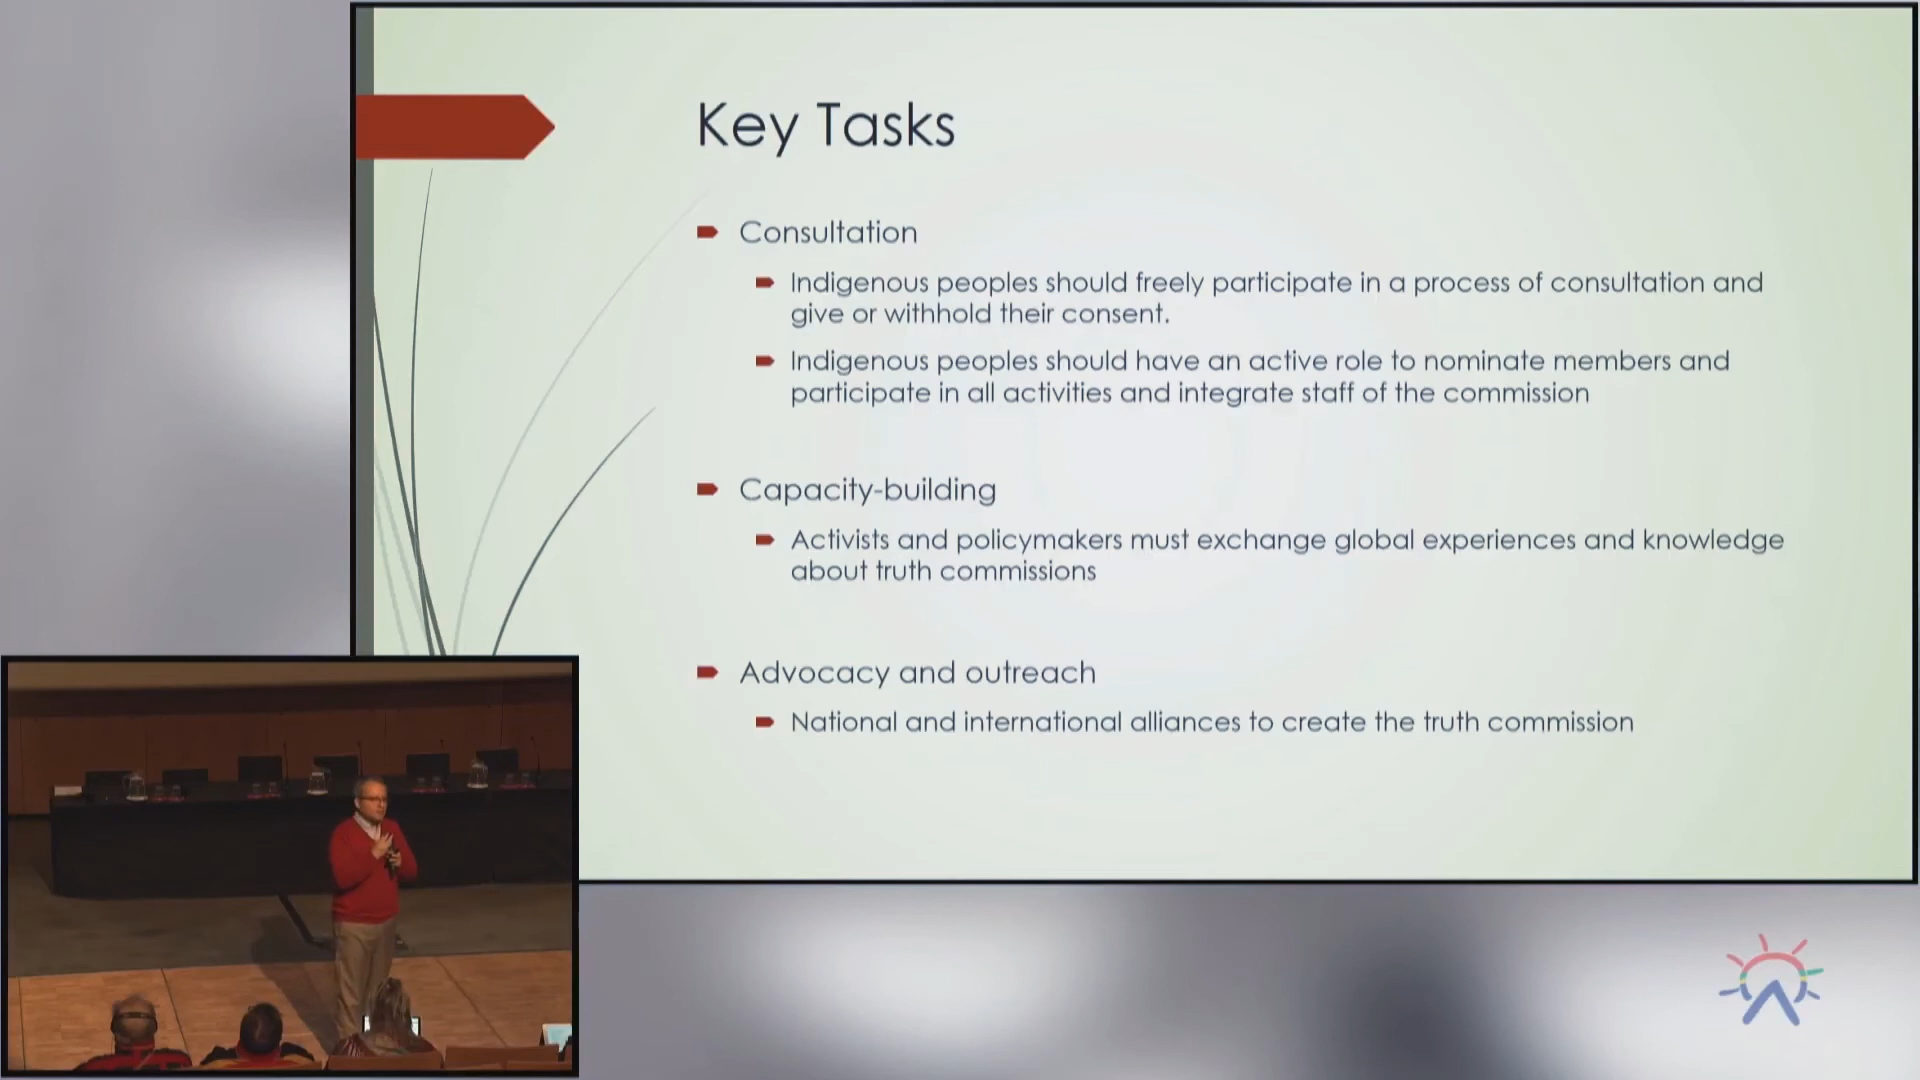 Key Tasks
Consultation
Indigenous peoples should freely participate in a process of consultation and
give or withhold their consent.
Indigenous peoples should have an active role to nominate members and
participate in all activities and integrate staff of the commission
Capacity-building
Activists and policymakers must exchange global experiences and knowledge
about truth commissions
Advocacy and outreach
National and international alliances to create the truth commission